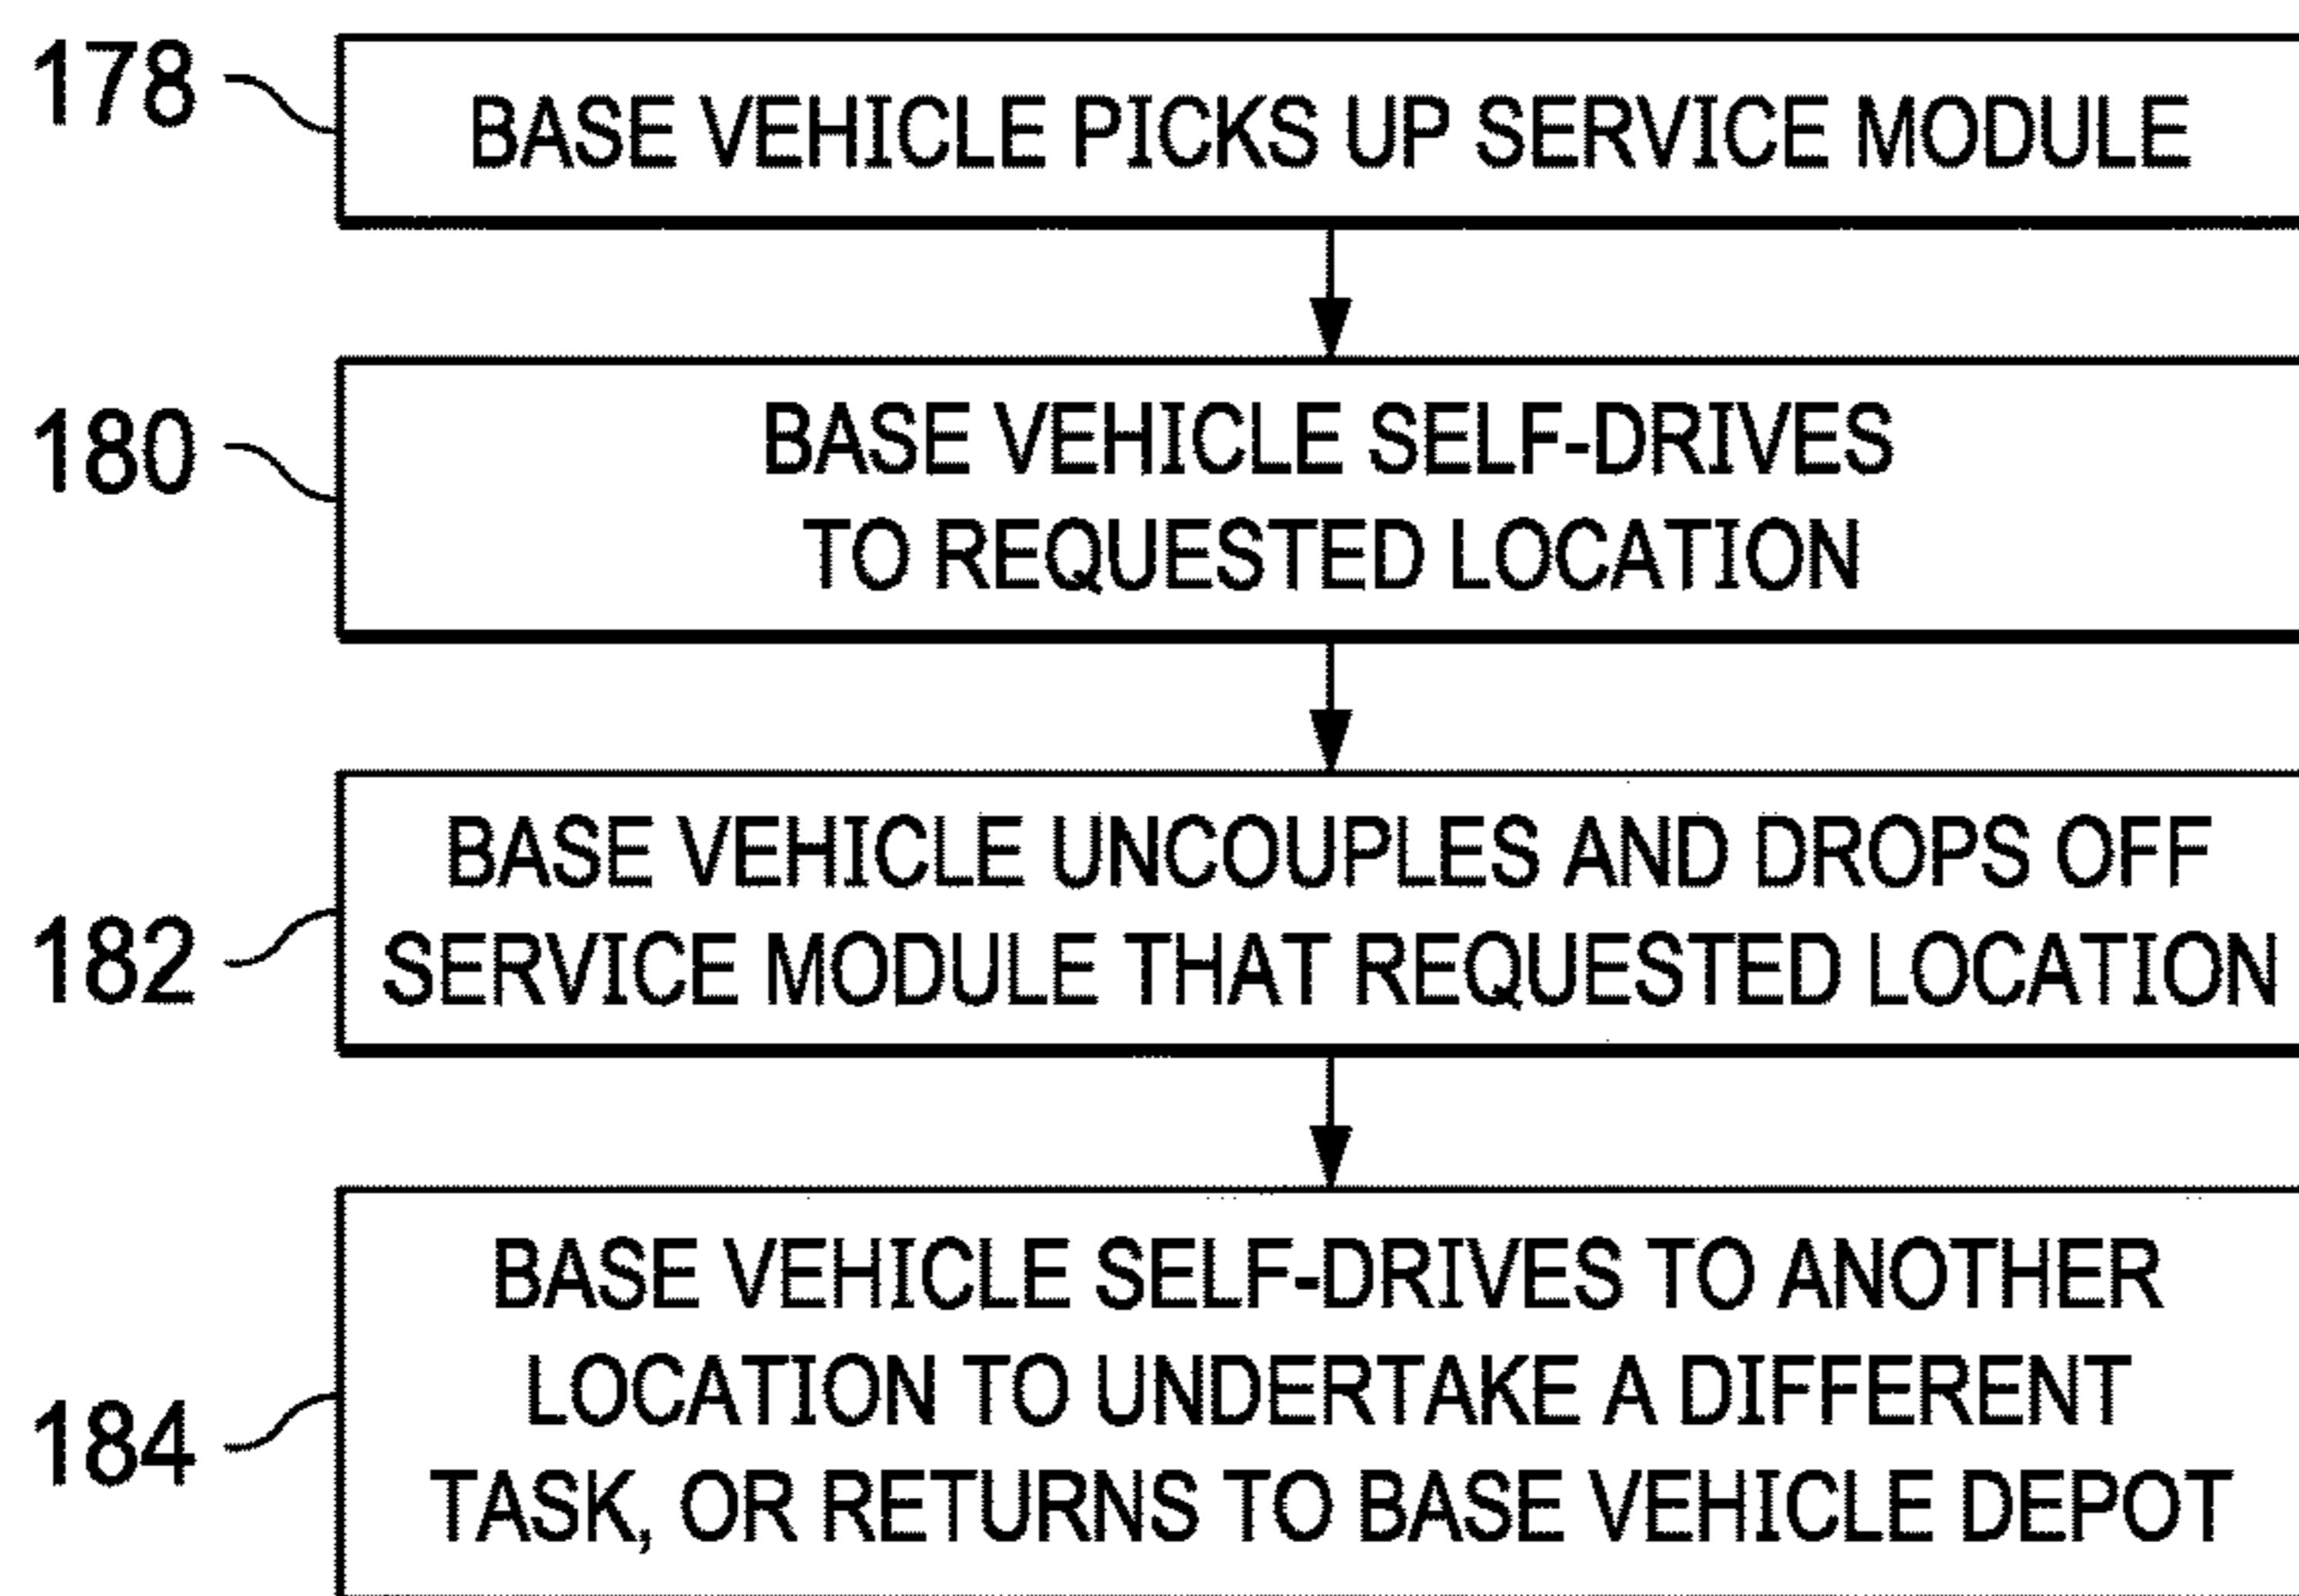 178
BASE VEHICLE PICKS UP SERVICE MODULE
180
BASE VEHICLE SELF-DRIVES
TO REQUESTED LOCATION
182
BASE VEHICLE UNCOUPLES AND DROPS OFF
SERVICE MODULE THAT REQUESTED LOCATION
184
BASE VEHICLE SELF-DRIVES TO ANOTHER
LOCATION TO UNDERTAKE A DIFFERENT
TASK, OR RETURNS TO BASE VEHICLE DEPOT